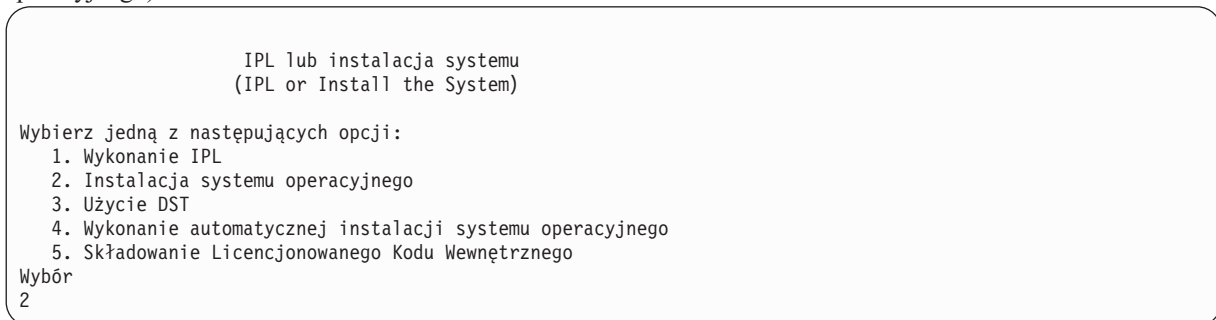 IPL lub instalacja systemu
(IPL or Install the System)
Wybierz jedną z następujących opcji:
1. Wykonanie IPL
2. Instalacja systemu operacyjnego
3. Użycie DST
4. Wykonanie automatycznej instalacji systemu operacyjnego
5. Składowanie Licencjonowanego Kodu Wewnętrznego
Wybór
2